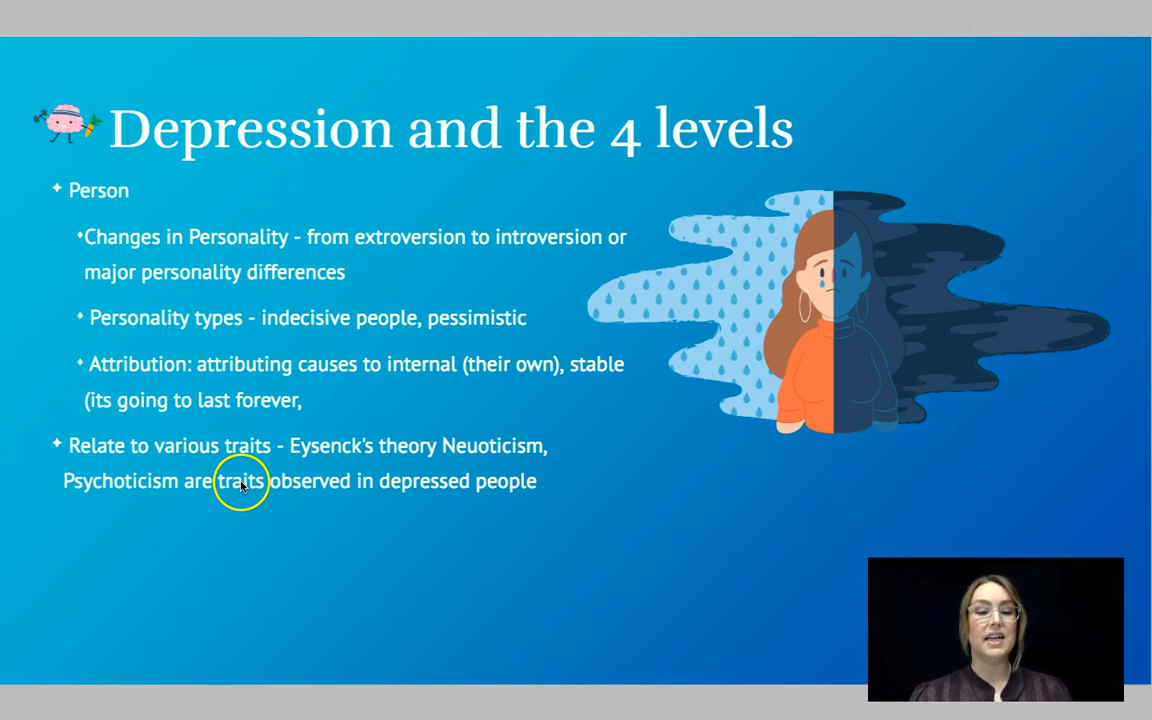 Depression and the 4 levels
Person
Changes in Personality - from extroversion to introversion or
major personality differences
Personality types - indecisive people, pessimistic
Attribution: attributing causes to internal (their own), stable
(its going to last forever,
Relate to various traits - Eysenck's theory Neuoticism,
Psychoticism are traits observed in depressed people